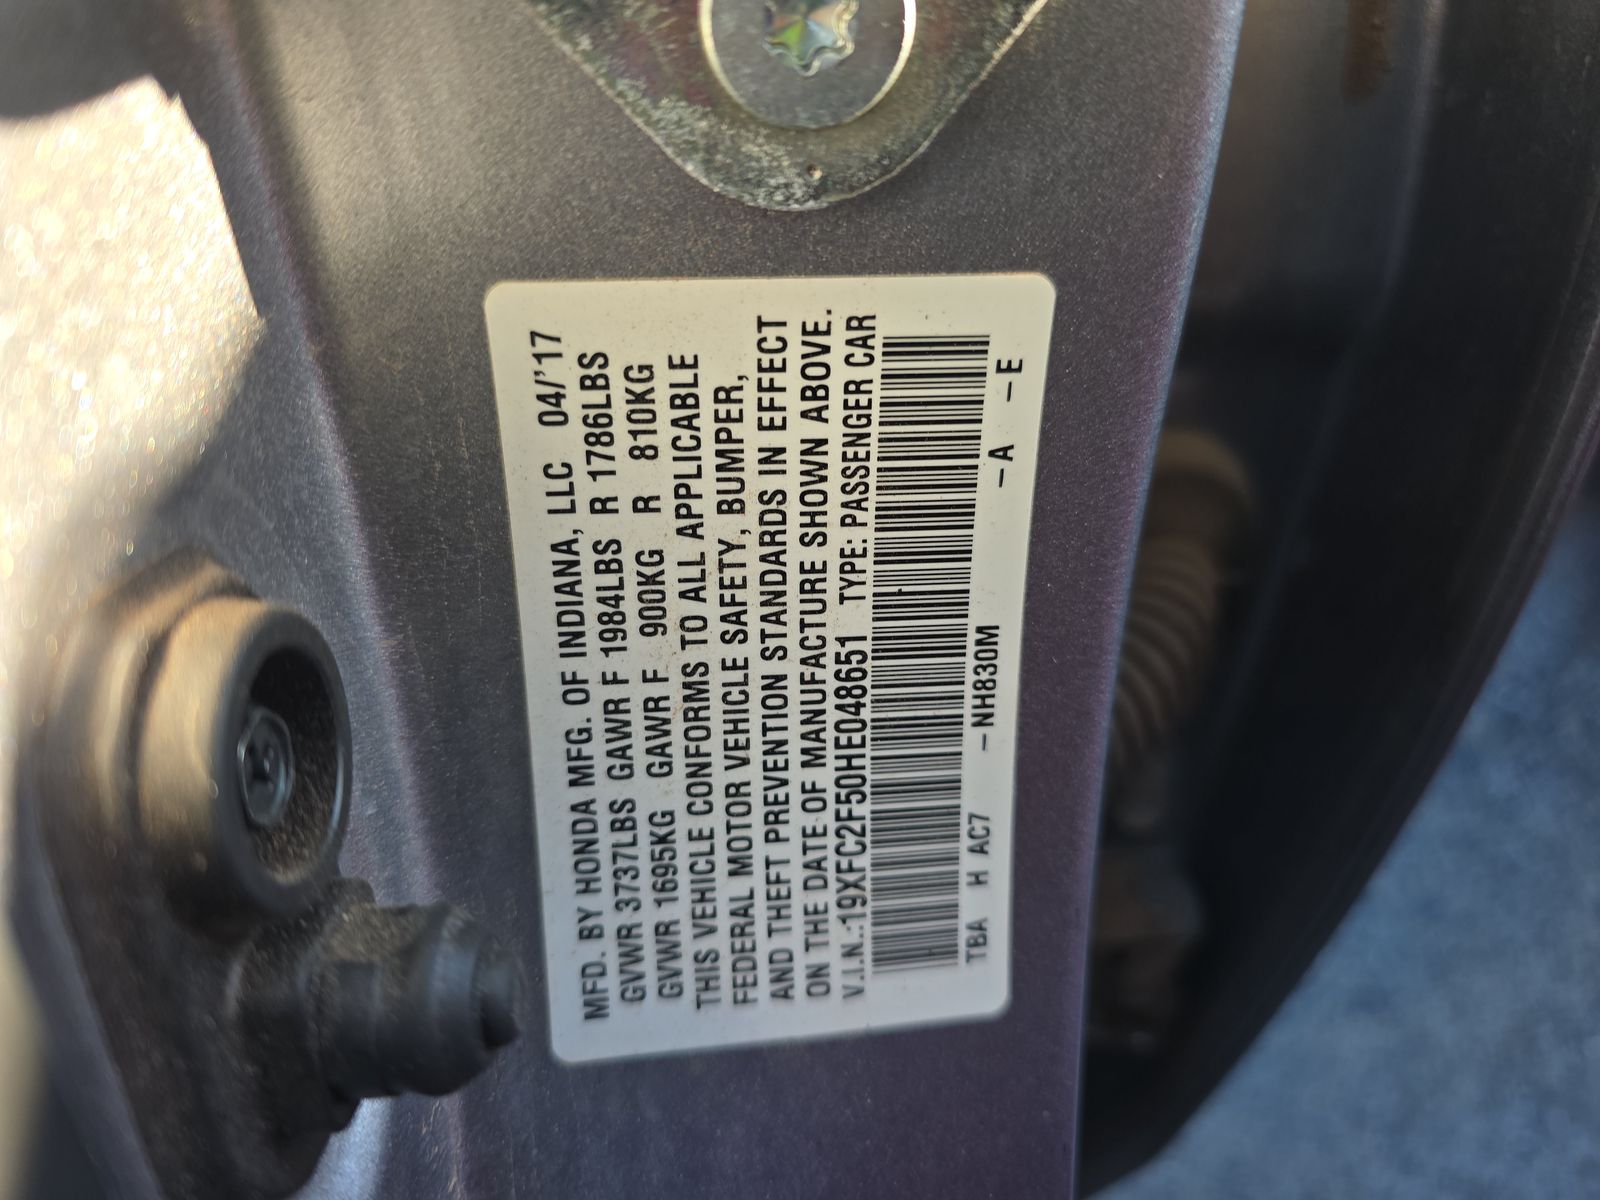 MFD. BY HONDA MFG. OF INDIANA, LLC 04/'17
GVWR 3737LBS GAWR F 1984LBS R 1786LBS
GVWR 1695KG GAWR F 900KG R 810KG
THIS VEHICLE CONFORMS TO ALL APPLICABLE
FEDERAL MOTOR VEHICLE SAFETY, BUMPER,
AND THEFT PREVENTION STANDARDS IN EFFECT
ON THE DATE OF MANUFACTURE SHOWN ABOVE.
V.I.N.:19XFC2F50HE048651 TYPE: PASSENGER CAR
TBA H AC7 –NH830M –A –E